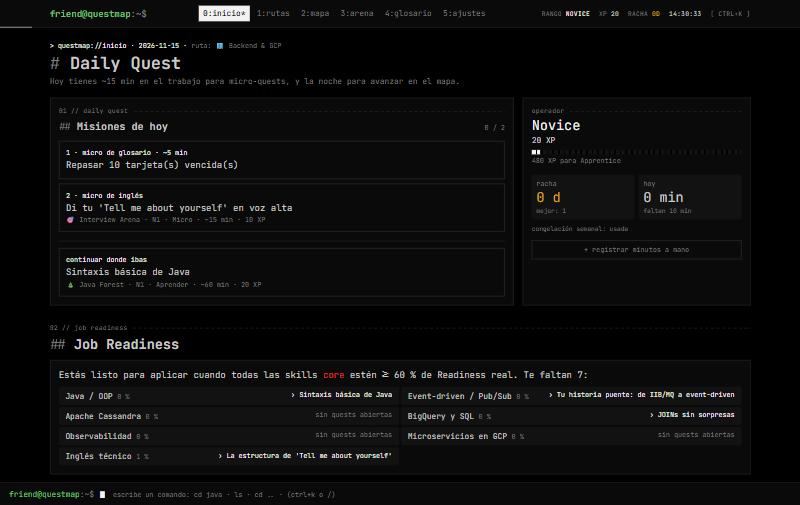 friend@questmap:~$ 0:inicio* 1:rutas 2:mapa 3:arena 4:glosario 5:ajustes RANGO NOVICE XP 20 RACHA 0D 14:30:33 [ CTRL+K ]
> questmap://inicio · 2026-11-15 · ruta: Backend & GCP
# Daily Quest
Hoy tienes ~15 min en el trabajo para micro-quests, y la noche para avanzar en el mapa.
01 // daily quest
## Misiones de hoy 0 / 2
1 · micro de glosario · ~5 min
Repasar 10 tarjeta(s) vencida(s)
2 · micro de inglés
Di tu 'Tell me about yourself' en voz alta
Interview Arena · N1 · Micro · ~15 min · 10 XP
continuar donde ibas
Sintaxis básica de Java
Java Forest · N1 · Aprender · ~60 min · 20 XP
operador
Novice
20 XP
480 XP para Apprentice
racha
0 d
mejor: 1
hoy
0 min
faltan 10 min
congelación semanal: usada
+ registrar minutos a mano
02 // job readiness
## Job Readiness
Estás listo para aplicar cuando todas las skills core estén ≥ 60 % de Readiness real. Te faltan 7:
Java / OOP 0 % › Sintaxis básica de Java
Event-driven / Pub/Sub 0 % › Tu historia puente: de IIB/MQ a event-driven
Apache Cassandra 0 % sin quests abiertas
BigQuery y SQL 0 % › JOINs sin sorpresas
Observabilidad 0 % sin quests abiertas
Microservicios en GCP 0 % sin quests abiertas
Inglés técnico 1 % › La estructura de 'Tell me about yourself'
friend@questmap:~$ escribe un comando: cd java · ls · cd .. · (ctrl+k o /)